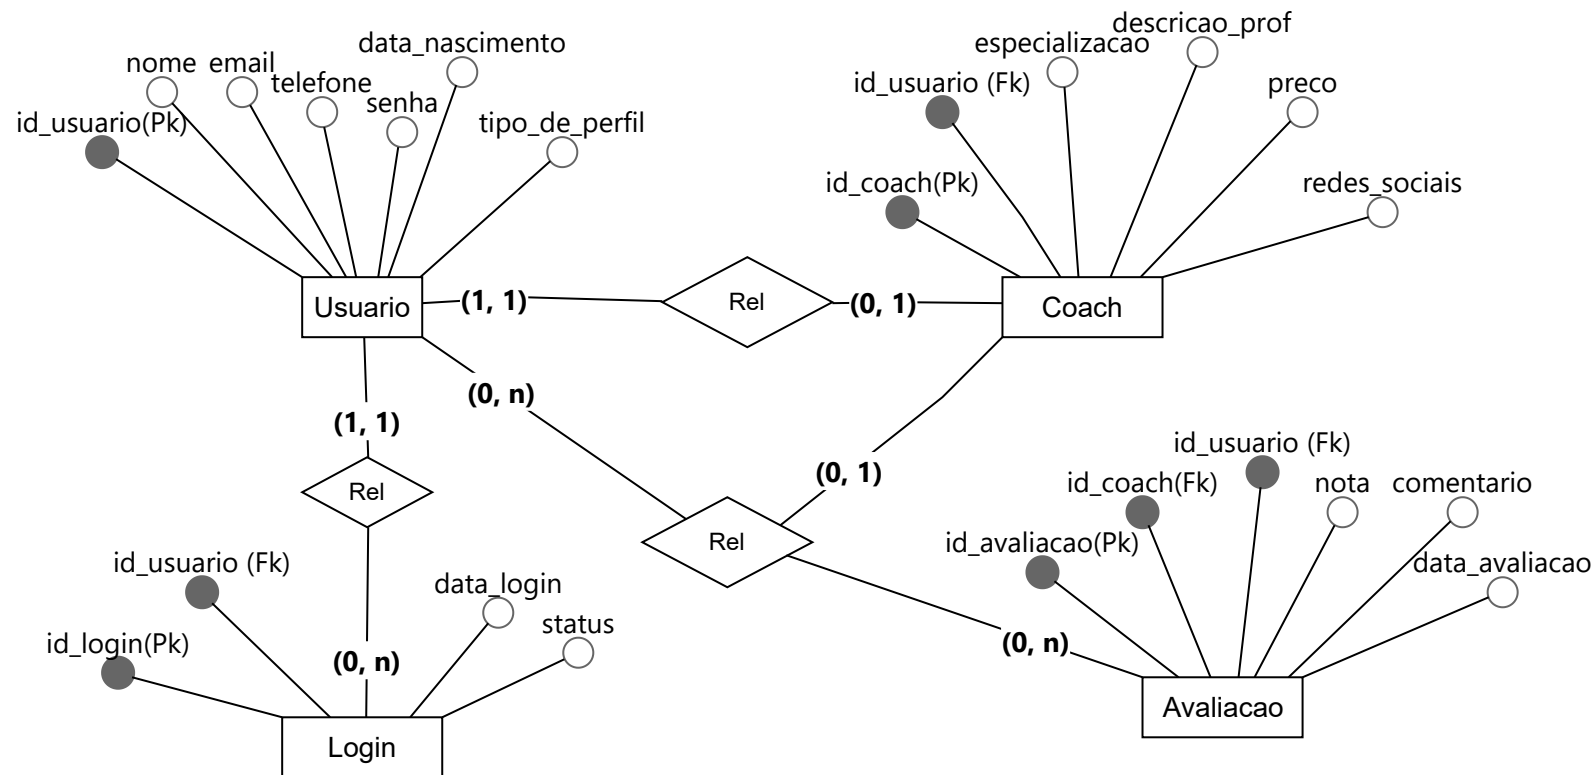 data_nascimento
nome
email
telefone
senha
id_usuario(Pk)
tipo_de_perfil
descricao_prof
especializacao
id_usuario (Fk)
preco
id_coach(Pk)
redes_sociais
Usuario
(1, 1)
Rel
(0, 1)
Coach
(0, n)
(1, 1)
(0, 1)
Rel
Rel
id_usuario (Fk)
id_coach(Fk)
nota
comentario
id_avaliacao(Pk)
data_avaliacao
id_usuario (Fk)
data_login
id_login(Pk)
status
(0, n)
(0, n)
Avaliacao
Login